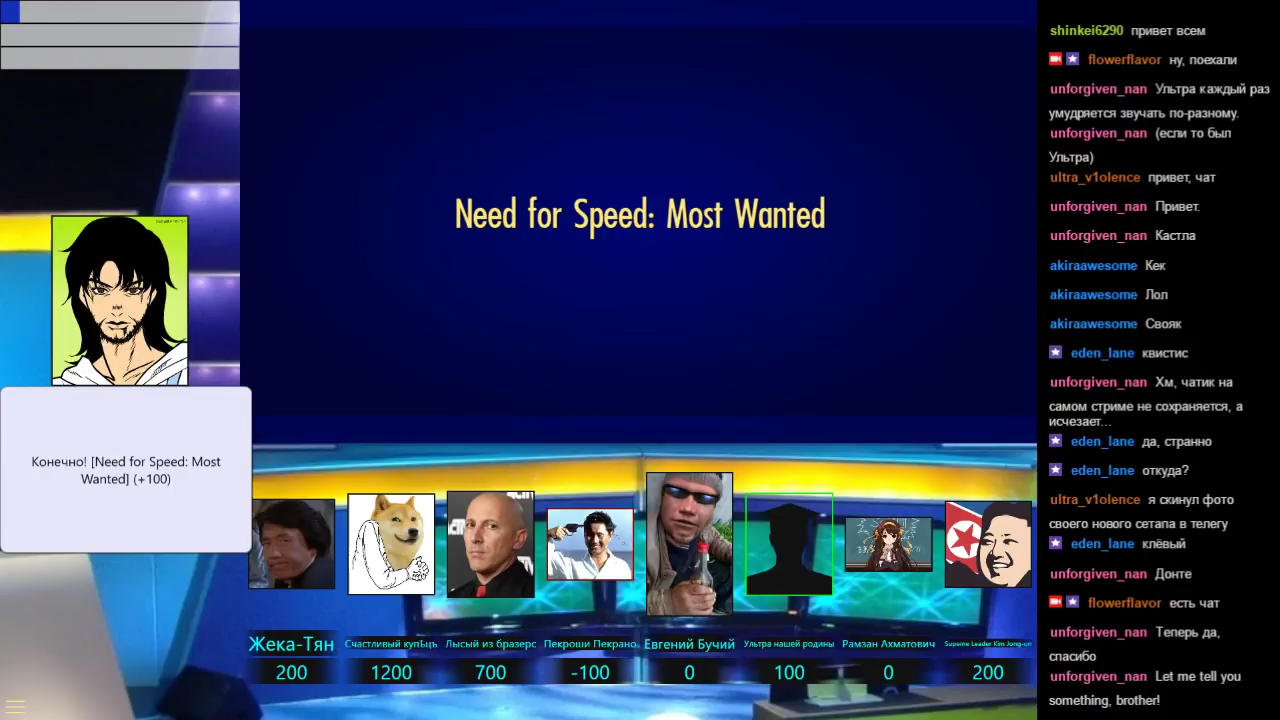 Need for Speed: Most Wanted
Конечно! [Need for Speed: Most
Wanted] (+100)
Жека-Тян
Счастливый купЪцъ
Лысый из бразерс
Пекроши Пекрано
Евгений Бучий
Ультра нашей родины
Рамзан Ахматович
Supeme Leader Kim Jong-un
200
1200
700
-100
0
100
0
200
shinkei6290 привет всем
flowerflavor ну, поехали
unforgiven_nan Ультра каждый раз
умудряется звучать по-разному.
unforgiven_nan (если то был
Ультра)
ultra_v1olence привет, чат
unforgiven_nan Привет.
unforgiven_nan Кастла
akiraawesome Кек
akiraawesome Лол
akiraawesome Свояк
eden_lane квистис
unforgiven_nan Хм, чатик на
самом стриме не сохраняется, а
исчезает...
eden_lane да, странно
eden_lane откуда?
ultra_v1olence я скинул фото
своего нового сетапа в телегу
eden_lane клёвый
unforgiven_nan Донте
flowerflavor есть чат
unforgiven_nan Теперь да,
спасибо
unforgiven_nan Let me tell you
something, brother!